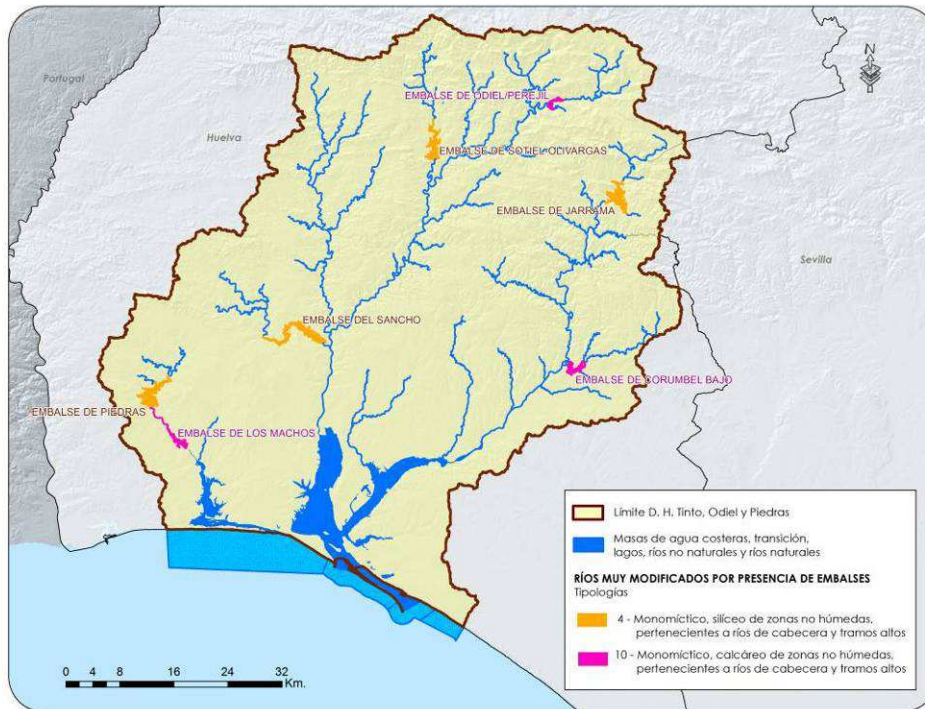 Portugal
Huelva
Sevilla
N
EMBALSE DE ODIEL/PEREJIL
EMBALSE DE SOTIEL-OLIVARGAS
EMBALSE DE JARRAMA
EMBALSE DEL SANCHO
EMBALSE DE CORUMBEL BAJO
EMBALSE DE PIEDRAS
EMBALSE DE LOS MACHOS
Límite D. H. Tinto, Odiel y Piedras
Masas de agua costeras, transición,
lagos, ríos no naturales y ríos naturales
RÍOS MUY MODIFICADOS POR PRESENCIA DE EMBALSES
Tipologías
4 - Monomíctico, silíceo de zonas no húmedas,
pertenecientes a ríos de cabecera y tramos altos
10 - Monomíctico, calcáreo de zonas no húmedas,
pertenecientes a ríos de cabecera y tramos altos
0 4 8 16 24 32
Km.